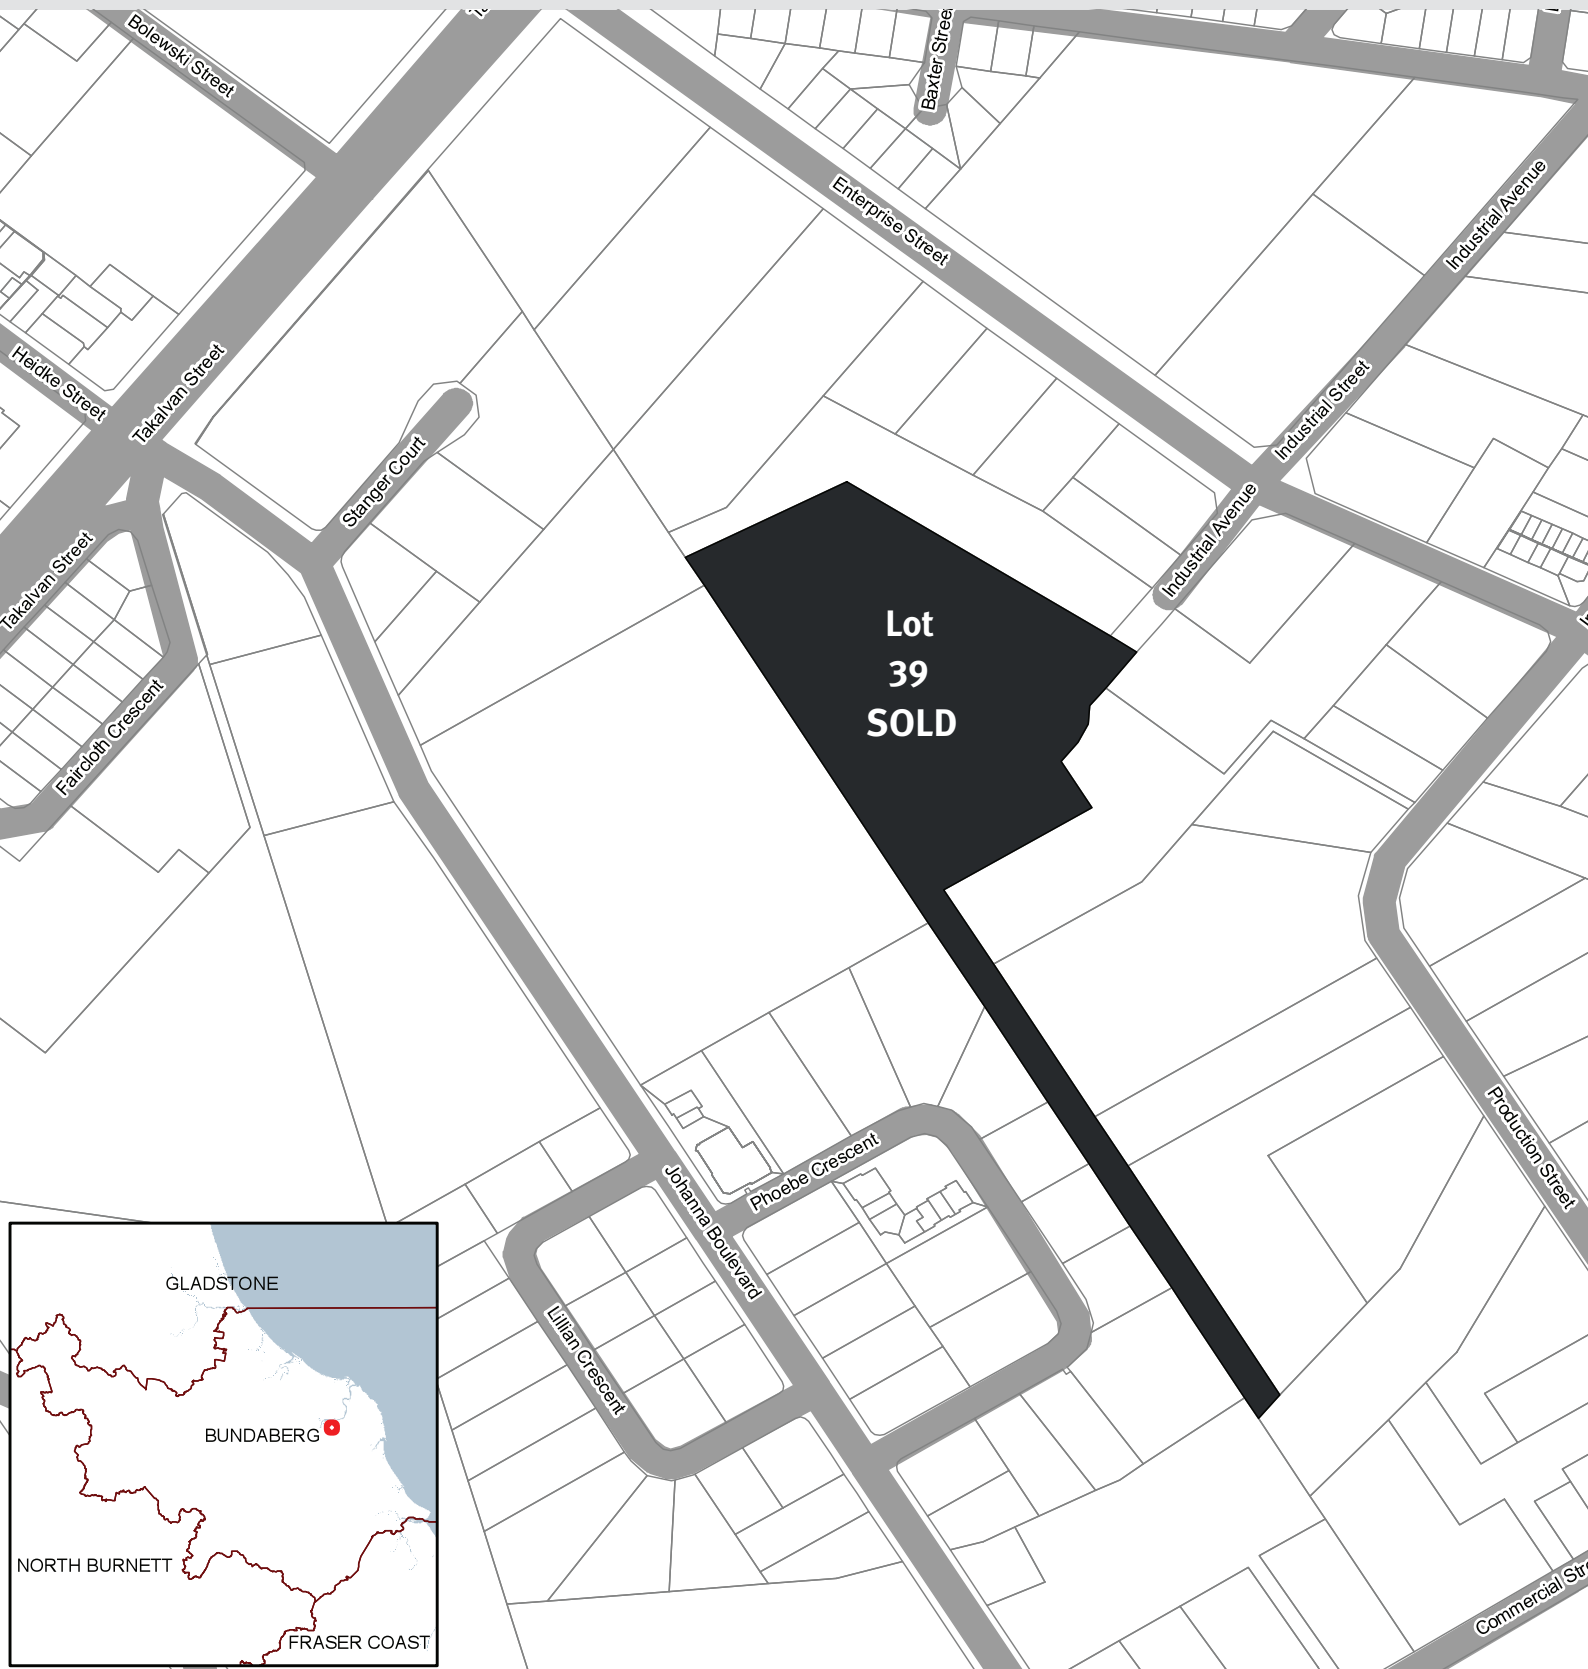 Bolewski Street
Baxter Street
Enterprise Street
Industrial Avenue
Heidke Street
Takalvan Street
Industrial Street
Stanger Court
Industrial Avenue
Takalvan Street
Lot
39
SOLD
Faircloth Crescent
Production Street
Phoebe Crescent
Johanna Boulevard
Lillian Crescent
GLADSTONE
BUNDABERG
NORTH BURNETT
FRASER COAST
Commercial Str